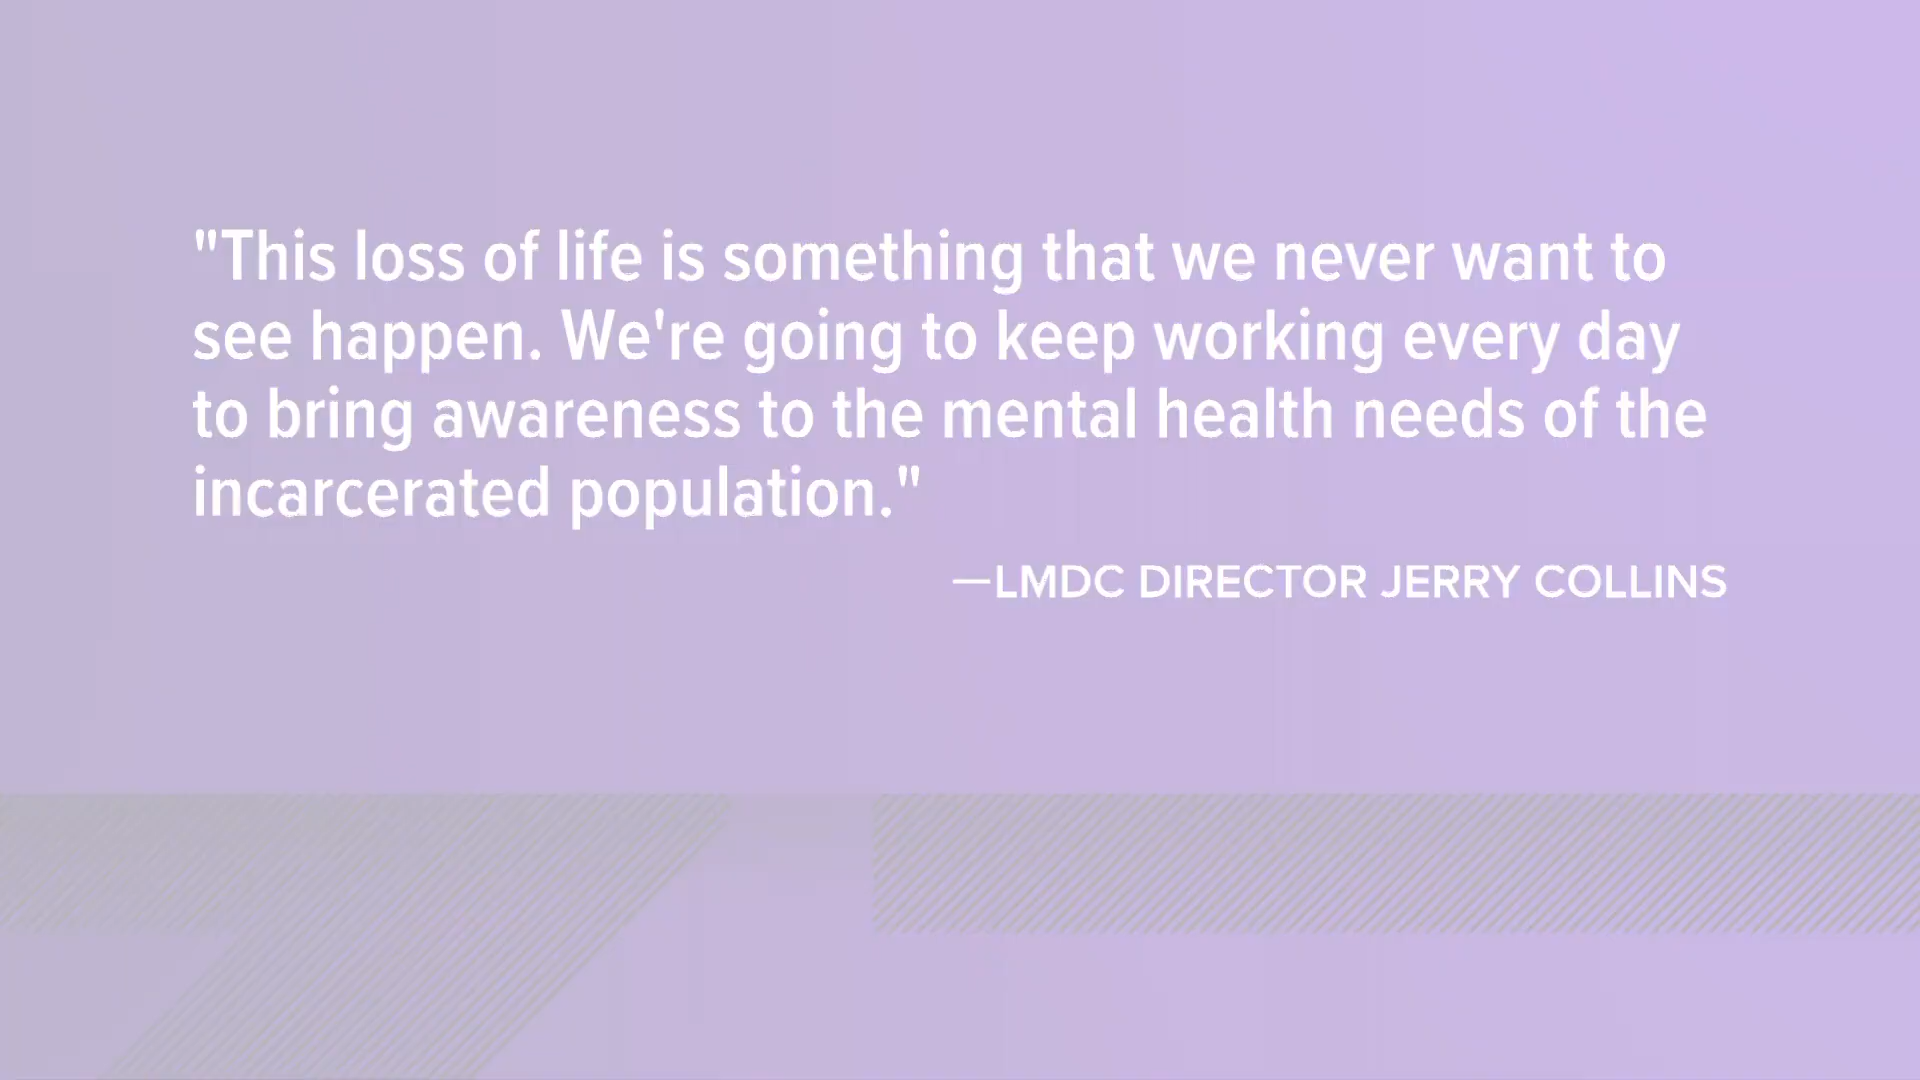 "This loss of life is something that we never want to
see happen. We're going to keep working every day
to bring awareness to the mental health needs of the
incarcerated population."
—LMDC DIRECTOR JERRY COLLINS